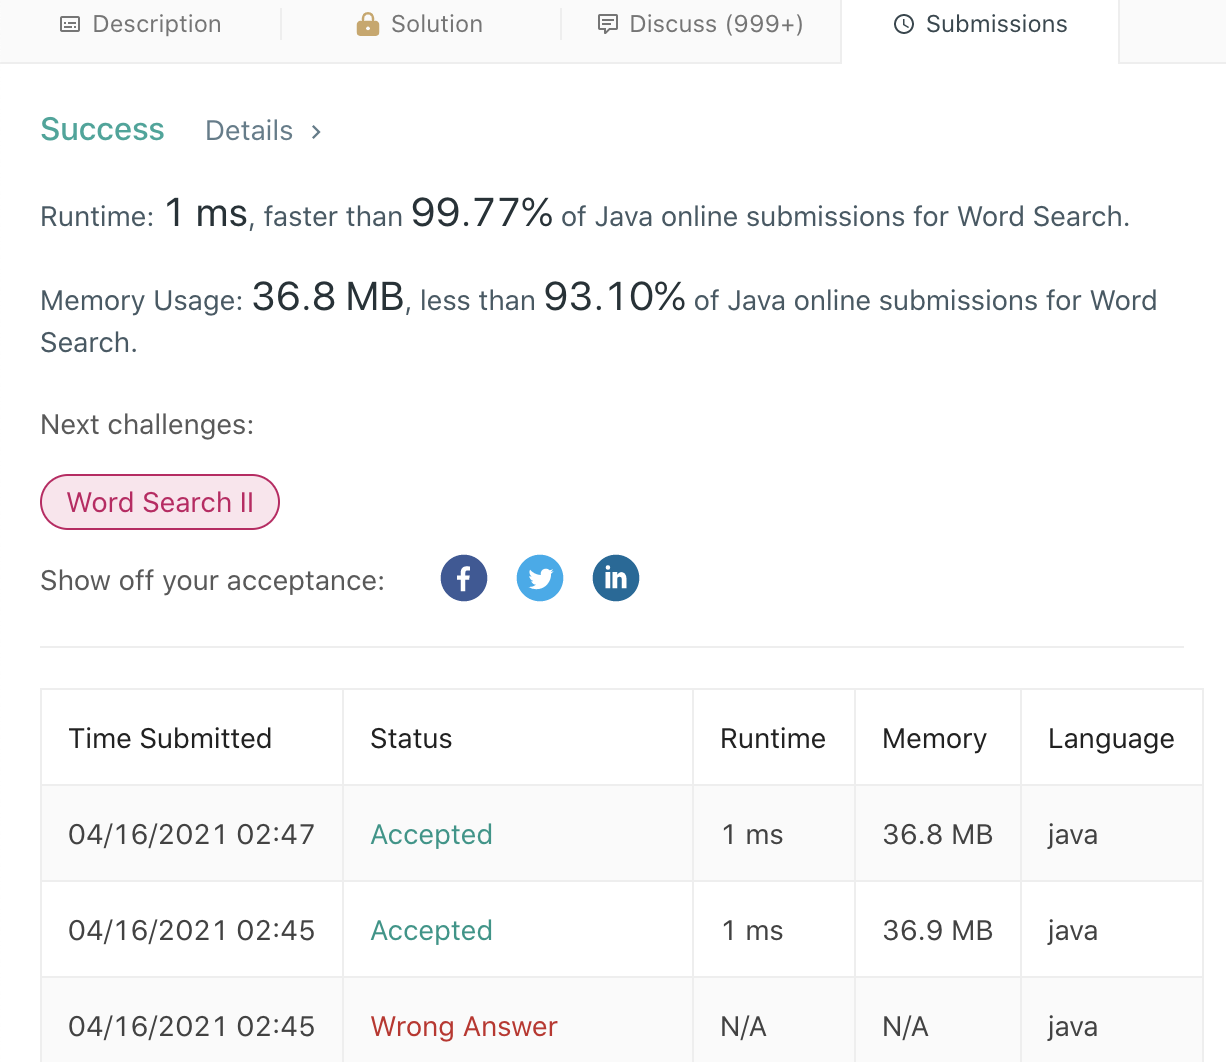 Description Solution Discuss (999+) Submissions
Success Details >
Runtime: 1 ms, faster than 99.77% of Java online submissions for Word Search.
Memory Usage: 36.8 MB, less than 93.10% of Java online submissions for Word
Search.
Next challenges:
Word Search II
Show off your acceptance: f in
Time Submitted Status Runtime Memory Language
04/16/2021 02:47 Accepted 1 ms 36.8 MB java
04/16/2021 02:45 Accepted 1 ms 36.9 MB java
04/16/2021 02:45 Wrong Answer N/A N/A java